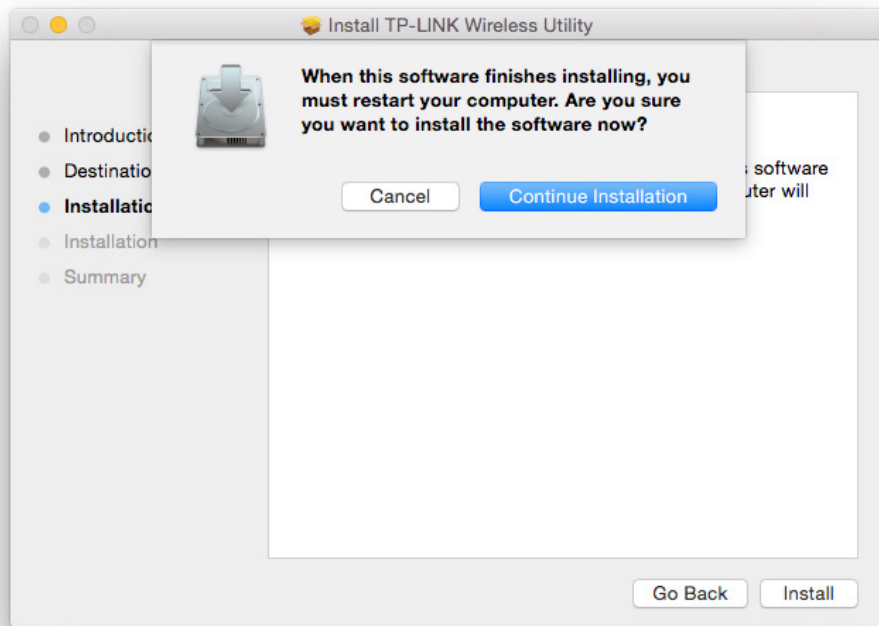 Install TP-LINK Wireless Utility
When this software finishes installing, you
must restart your computer. Are you sure
you want to install the software now?
Cancel
Continue Installation
Introductio
Destinatio
Installatio
Installation
Summary
software
uter will
Go Back
Install